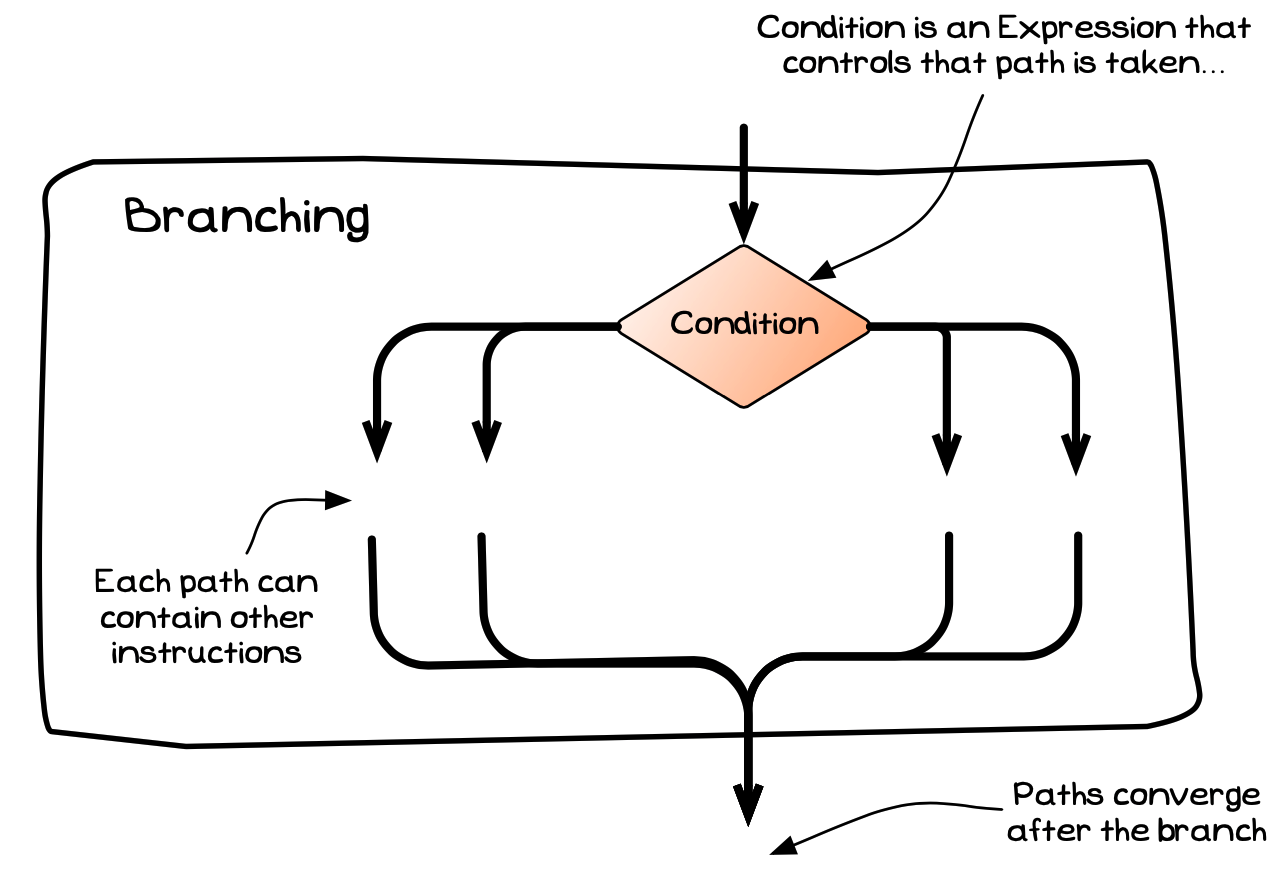 Condition is an Expression that
controls that path is taken...
Branching
Condition
Each path can
contain other
instructions
Paths converge
after the branch